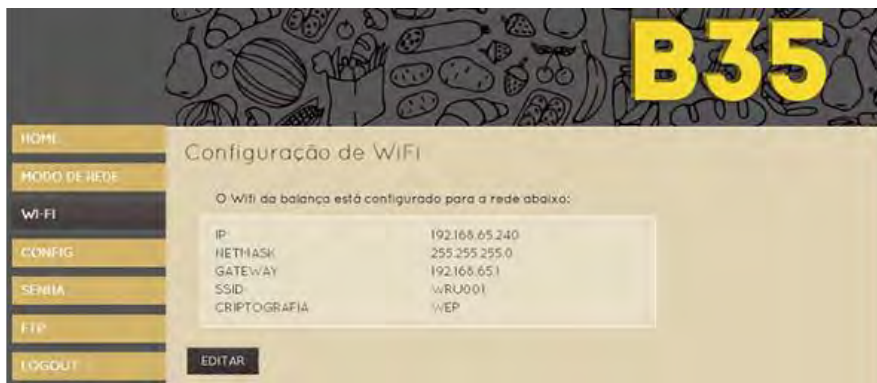 B35
HOME
MODO DE REDE
WI-FI
CONFIG
SENHA
FTP
LOGOUT
Configuração de WiFi
O Wifi da balança está configurado para a rede abaixo:
IP 192.168.65.240
NETMASK 255.255.255.0
GATEWAY 192.168.65.1
SSID WRU001
CRIPTOGRAFIA WEP
EDITAR